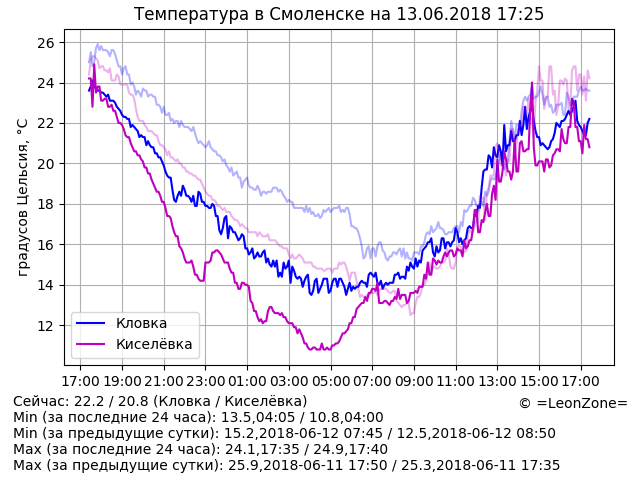 Температура в Смоленске на 13.06.2018 17:25
градусов Цельсия, °C
26
24
22
20
18
16
14
12
Кловка
Киселёвка
17:00 19:00 21:00 23:00 01:00 03:00 05:00 07:00 09:00 11:00 13:00 15:00 17:00
Сейчас: 22.2 / 20.8 (Кловка / Киселёвка)
© =LeonZone=
Min (за последние 24 часа): 13.5,04:05 / 10.8,04:00
Min (за предыдущие сутки): 15.2,2018-06-12 07:45 / 12.5,2018-06-12 08:50
Max (за последние 24 часа): 24.1,17:35 / 24.9,17:40
Max (за предыдущие сутки): 25.9,2018-06-11 17:50 / 25.3,2018-06-11 17:35